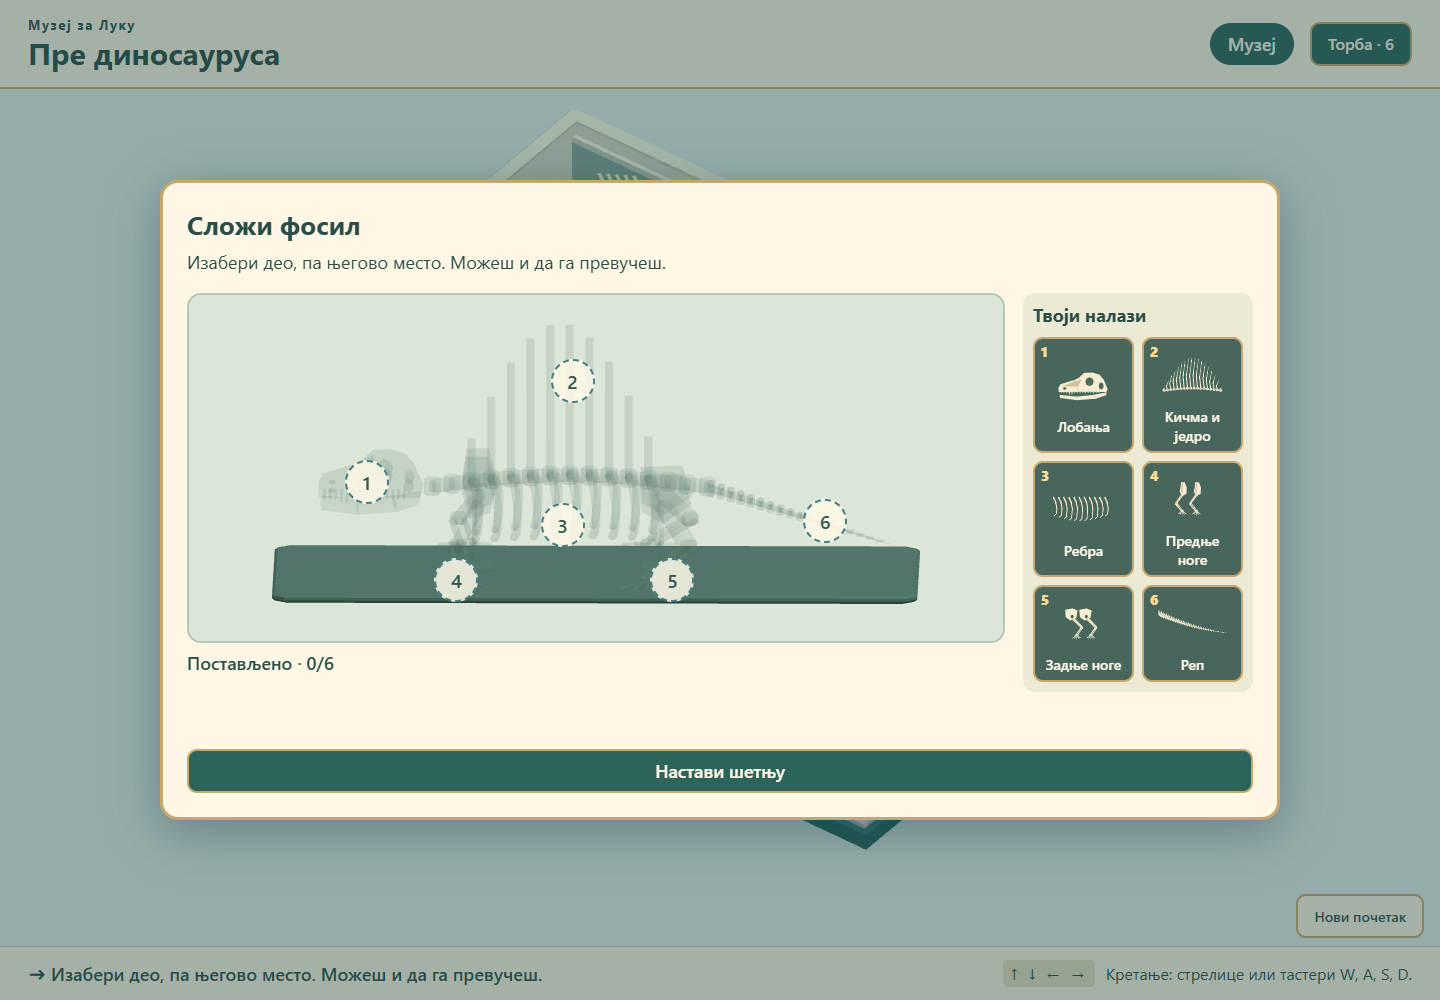 Музеј за Луку
Пре диносауруса
Музеј
Торба · 6
Сложи фосил
Изабери део, па његово место. Можеш и да га превучеш.
2
1
3
6
4
5
Постављено · 0/6
Твоји налази
1
Лобања
2
Кичма и
једро
3
Ребра
4
Предње
ноге
5
Задње ноге
6
Реп
Настави шетњу
Нови почетак
→ Изабери део, па његово место. Можеш и да га превучеш.
↑ ↓ ← → Кретање: стрелице или тастери W, A, S, D.